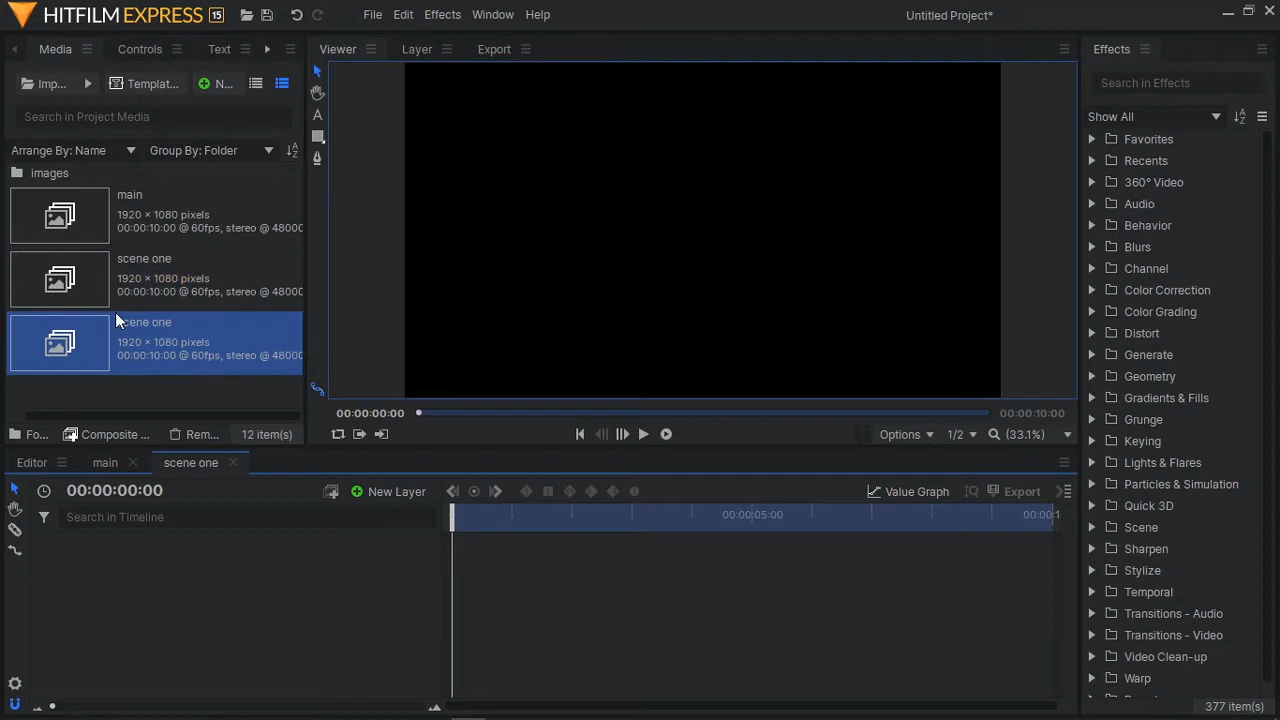 HITFILM EXPRESS 15 File Edit Effects Window Help Untitled Project*
Media Controls Text Viewer Layer Export Effects
Imp... Templat... N...
Search in Project Media
Search in Effects
Arrange By: Name Group By: Folder
Show All
images
main
1920 × 1080 pixels
00:00:10:00 @ 60fps, stereo @ 48000
scene one
1920 × 1080 pixels
00:00:10:00 @ 60fps, stereo @ 48000
scene one
1920 × 1080 pixels
00:00:10:00 @ 60fps, stereo @ 48000
Fo... Composite ... Rem... 12 item(s)
A
00:00:00:00 00:00:10:00
Options 1/2 (33.1%)
Favorites
Recents
360° Video
Audio
Behavior
Blurs
Channel
Color Correction
Color Grading
Distort
Generate
Geometry
Gradients & Fills
Grunge
Keying
Lights & Flares
Particles & Simulation
Quick 3D
Scene
Sharpen
Stylize
Temporal
Transitions - Audio
Transitions - Video
Video Clean-up
Warp
377 item(s)
Editor main scene one
00:00:00:00 New Layer Value Graph Export
Search in Timeline 00:00:05:00 00:00:1